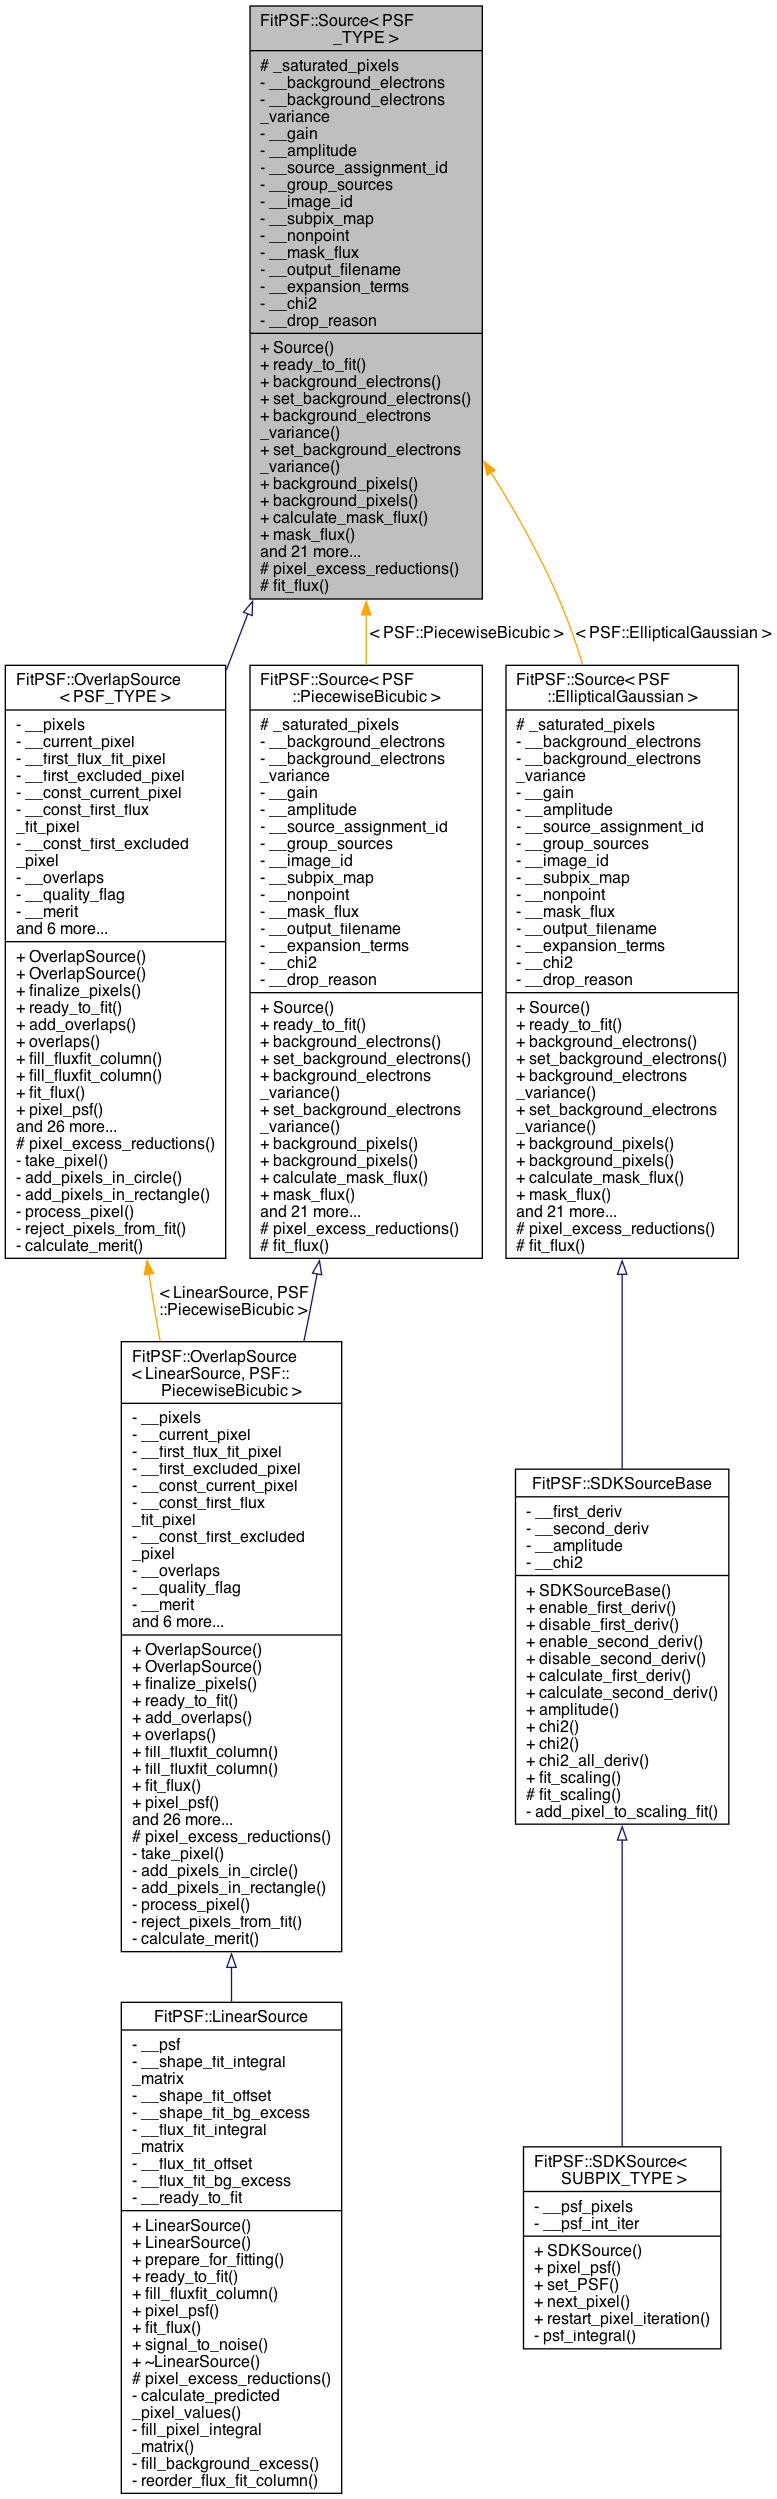 FitPSF::Source< PSF
_TYPE >
# _saturated_pixels
- __background_electrons
- __background_electrons
_variance
- __gain
- __amplitude
- __source_assignment_id
- __group_sources
- __image_id
- __subpix_map
- __nonpoint
- __mask_flux
- __output_filename
- __expansion_terms
- __chi2
- __drop_reason
+ Source()
+ ready_to_fit()
+ background_electrons()
+ set_background_electrons()
+ background_electrons
_variance()
+ set_background_electrons
_variance()
+ background_pixels()
+ background_pixels()
+ calculate_mask_flux()
+ mask_flux()
and 21 more...
# pixel_excess_reductions()
# fit_flux()
< PSF::PiecewiseBicubic >
< PSF::EllipticalGaussian >
FitPSF::OverlapSource
< PSF_TYPE >
- __pixels
- __current_pixel
- __first_flux_fit_pixel
- __first_excluded_pixel
- __const_current_pixel
- __const_first_flux
_fit_pixel
- __const_first_excluded
_pixel
- __overlaps
- __quality_flag
- __merit
and 6 more...
+ OverlapSource()
+ OverlapSource()
+ finalize_pixels()
+ ready_to_fit()
+ add_overlaps()
+ overlaps()
+ fill_fluxfit_column()
+ fill_fluxfit_column()
+ fit_flux()
+ pixel_psf()
and 26 more...
# pixel_excess_reductions()
- take_pixel()
- add_pixels_in_circle()
- add_pixels_in_rectangle()
- process_pixel()
- reject_pixels_from_fit()
- calculate_merit()
FitPSF::Source< PSF
::PiecewiseBicubic >
# _saturated_pixels
- __background_electrons
- __background_electrons
_variance
- __gain
- __amplitude
- __source_assignment_id
- __group_sources
- __image_id
- __subpix_map
- __nonpoint
- __mask_flux
- __output_filename
- __expansion_terms
- __chi2
- __drop_reason
+ Source()
+ ready_to_fit()
+ background_electrons()
+ set_background_electrons()
+ background_electrons
_variance()
+ set_background_electrons
_variance()
+ background_pixels()
+ background_pixels()
+ calculate_mask_flux()
+ mask_flux()
and 21 more...
# pixel_excess_reductions()
# fit_flux()
FitPSF::Source< PSF
::EllipticalGaussian >
# _saturated_pixels
- __background_electrons
- __background_electrons
_variance
- __gain
- __amplitude
- __source_assignment_id
- __group_sources
- __image_id
- __subpix_map
- __nonpoint
- __mask_flux
- __output_filename
- __expansion_terms
- __chi2
- __drop_reason
+ Source()
+ ready_to_fit()
+ background_electrons()
+ set_background_electrons()
+ background_electrons
_variance()
+ set_background_electrons
_variance()
+ background_pixels()
+ background_pixels()
+ calculate_mask_flux()
+ mask_flux()
and 21 more...
# pixel_excess_reductions()
# fit_flux()
< LinearSource, PSF
::PiecewiseBicubic >
FitPSF::OverlapSource
< LinearSource, PSF::
PiecewiseBicubic >
- __pixels
- __current_pixel
- __first_flux_fit_pixel
- __first_excluded_pixel
- __const_current_pixel
- __const_first_flux
_fit_pixel
- __const_first_excluded
_pixel
- __overlaps
- __quality_flag
- __merit
and 6 more...
+ OverlapSource()
+ OverlapSource()
+ finalize_pixels()
+ ready_to_fit()
+ add_overlaps()
+ overlaps()
+ fill_fluxfit_column()
+ fill_fluxfit_column()
+ fit_flux()
+ pixel_psf()
and 26 more...
# pixel_excess_reductions()
- take_pixel()
- add_pixels_in_circle()
- add_pixels_in_rectangle()
- process_pixel()
- reject_pixels_from_fit()
- calculate_merit()
FitPSF::SDKSourceBase
- __first_deriv
- __second_deriv
- __amplitude
- __chi2
+ SDKSourceBase()
+ enable_first_deriv()
+ disable_first_deriv()
+ enable_second_deriv()
+ disable_second_deriv()
+ calculate_first_deriv()
+ calculate_second_deriv()
+ amplitude()
+ chi2()
+ chi2()
+ chi2_all_deriv()
+ fit_scaling()
# fit_scaling()
- add_pixel_to_scaling_fit()
FitPSF::LinearSource
- __psf
- __shape_fit_integral
_matrix
- __shape_fit_offset
- __shape_fit_bg_excess
- __flux_fit_integral
_matrix
- __flux_fit_offset
- __flux_fit_bg_excess
- __ready_to_fit
+ LinearSource()
+ LinearSource()
+ prepare_for_fitting()
+ ready_to_fit()
+ fill_fluxfit_column()
+ pixel_psf()
+ fit_flux()
+ signal_to_noise()
+ ~LinearSource()
# pixel_excess_reductions()
- calculate_predicted
_pixel_values()
- fill_pixel_integral
_matrix()
- fill_background_excess()
- reorder_flux_fit_column()
FitPSF::SDKSource<
SUBPIX_TYPE >
- __psf_pixels
- __psf_int_iter
+ SDKSource()
+ pixel_psf()
+ set_PSF()
+ next_pixel()
+ restart_pixel_iteration()
- psf_integral()